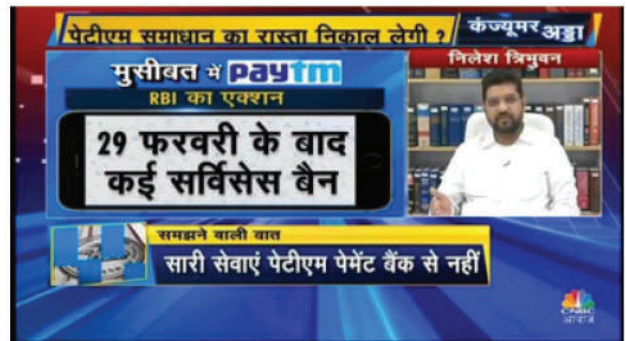 पेटीएम समाधान का रास्ता निकाल लेगी ?
कंज्यूमर अड्डा
मुसीबत में paytm
RBI का एक्शन
निलेश त्रिभुवन
29 फरवरी के बाद
कई सर्विसेस बैन
समझने वाली बात
सारी सेवाएं पेटीएम पेमेंट बैंक से नहीं
CNBC
आवाज़